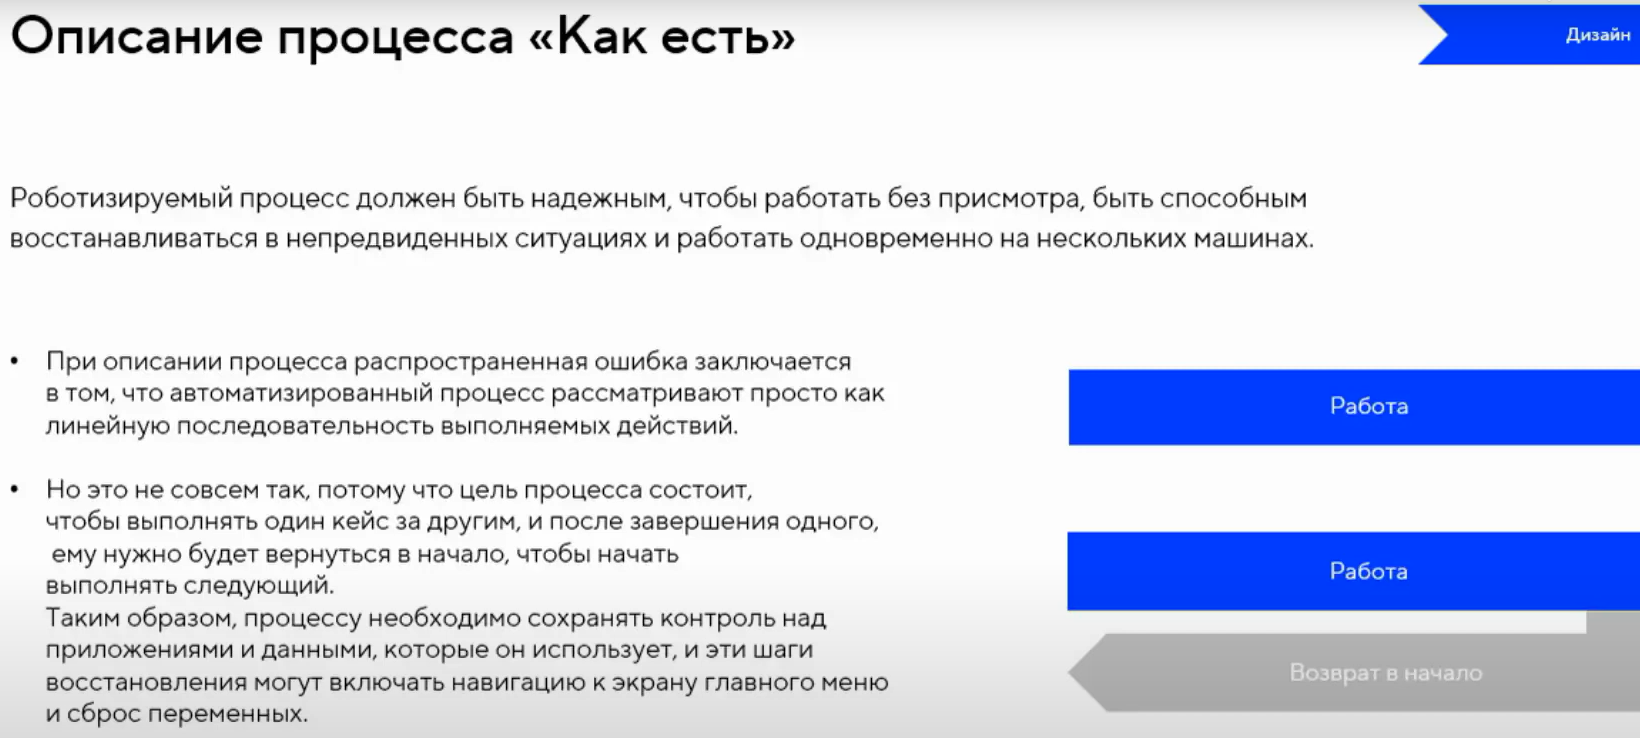 Описание процесса «Как есть»
Дизайн
Роботизируемый процесс должен быть надежным, чтобы работать без присмотра, быть способным
восстанавливаться в непредвиденных ситуациях и работать одновременно на нескольких машинах.
• При описании процесса распространенная ошибка заключается
в том, что автоматизированный процесс рассматривают просто как
линейную последовательность выполняемых действий.
• Но это не совсем так, потому что цель процесса состоит,
чтобы выполнять один кейс за другим, и после завершения одного,
ему нужно будет вернуться в начало, чтобы начать
выполнять следующий.
Таким образом, процессу необходимо сохранять контроль над
приложениями и данными, которые он использует, и эти шаги
восстановления могут включать навигацию к экрану главного меню
и сброс переменных.
Работа
Работа
Возврат в начало